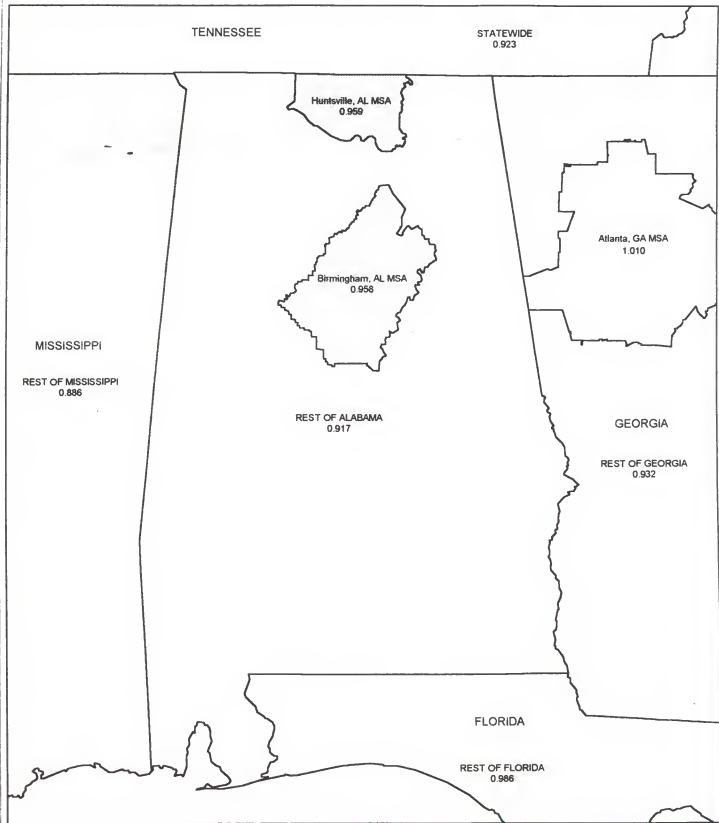 TENNESSEE
STATEWIDE
0.923
Huntsville, AL MSA
0.959
Atlanta, GA MSA
1.010
Birmingham, AL MSA
0.958
MISSISSIPPI
REST OF MISSISSIPPI
0.886
REST OF ALABAMA
0.917
GEORGIA
REST OF GEORGIA
0.932
FLORIDA
REST OF FLORIDA
0.986